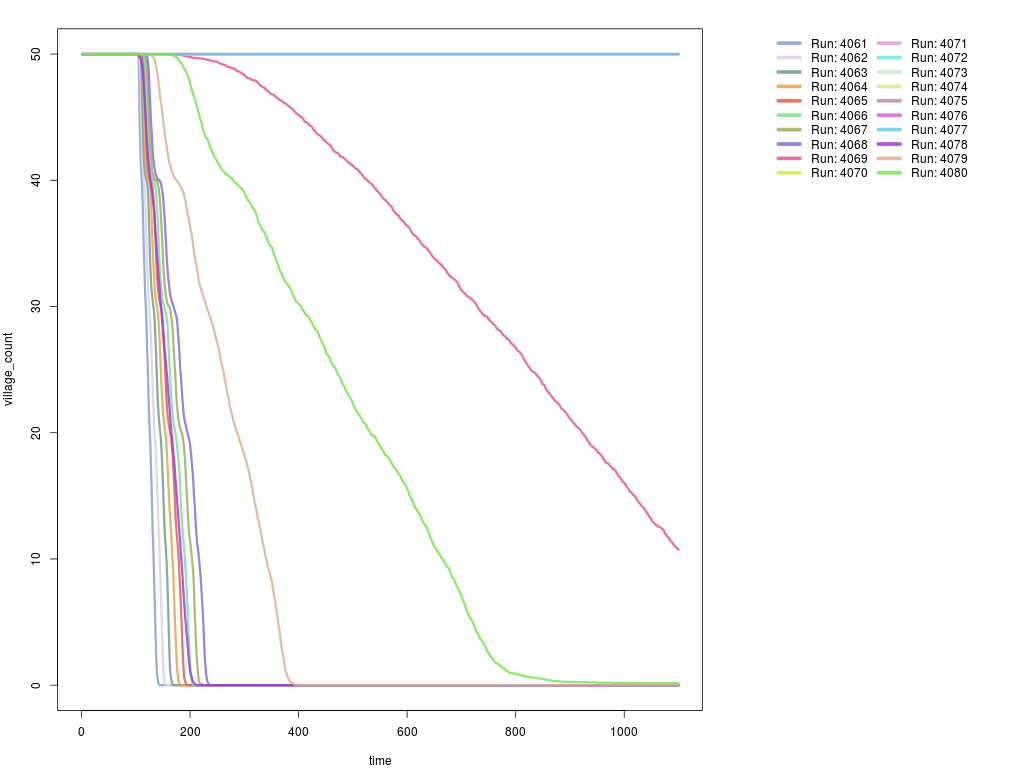 50
40
30
20
10
0
village_count
0 200 400 600 800 1000
time
Run: 4061 Run: 4071
Run: 4062 Run: 4072
Run: 4063 Run: 4073
Run: 4064 Run: 4074
Run: 4065 Run: 4075
Run: 4066 Run: 4076
Run: 4067 Run: 4077
Run: 4068 Run: 4078
Run: 4069 Run: 4079
Run: 4070 Run: 4080